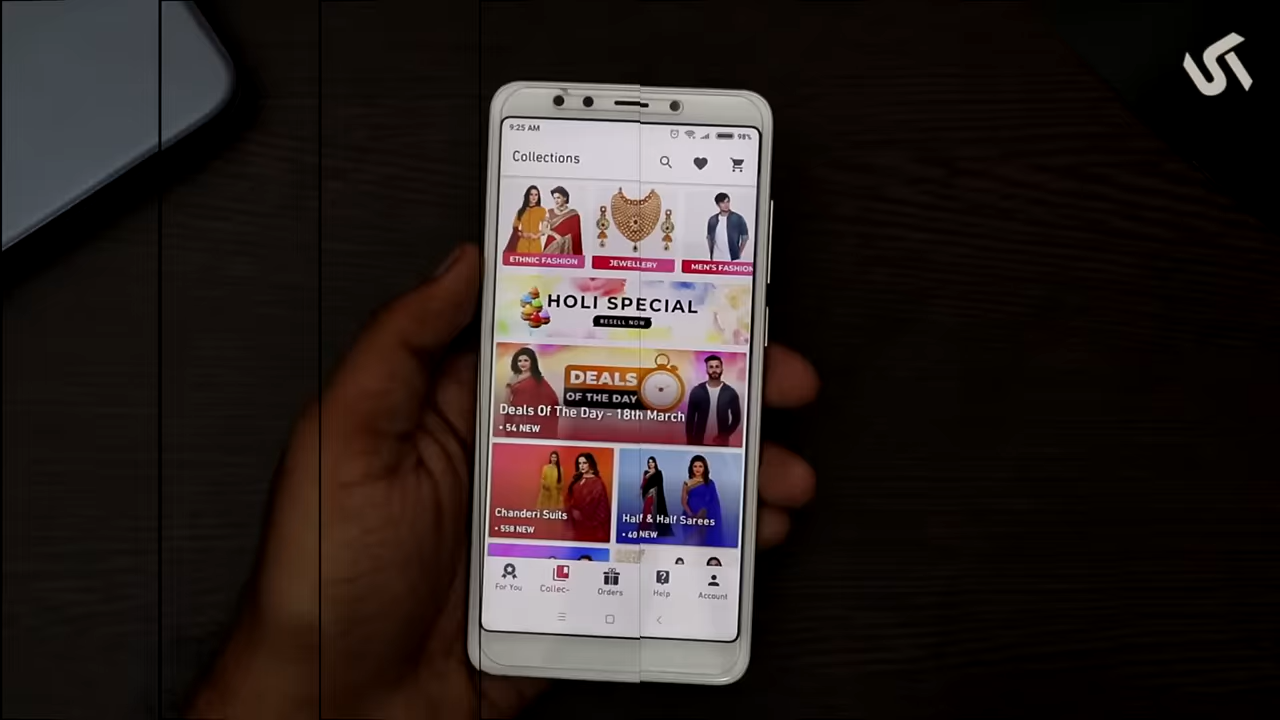 9:25 AM
98%
Collections
ETHNIC FASHION
JEWELLERY
MEN'S FASHION
HOLI SPECIAL
RESELL NOW
DEALS
OF THE DAY
Deals Of The Day - 18th March
• 54 NEW
Chanderi Suits
• 558 NEW
Half & Half Sarees
• 40 NEW
For You
Collec-
Orders
Help
Account